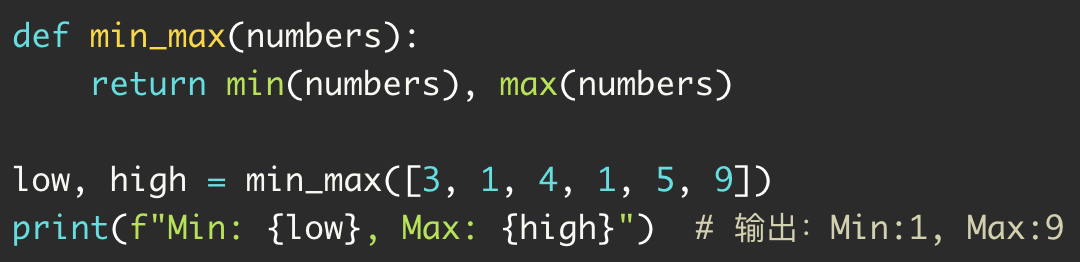 def min_max(numbers):
    return min(numbers), max(numbers)
low, high = min_max([3, 1, 4, 1, 5, 9])
print(f"Min: {low}, Max: {high}")  # 输出：Min:1, Max:9